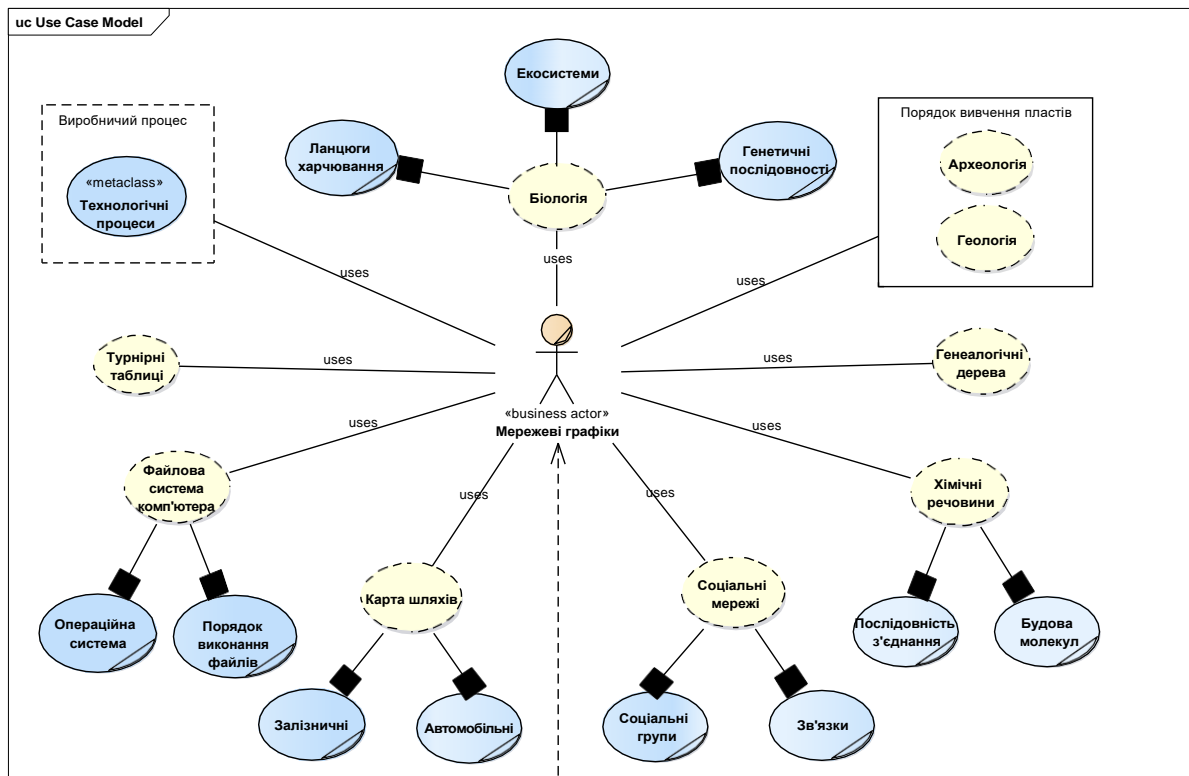 uc Use Case Model
Екосистеми
Виробничий процес
Порядок вивчення пластів
Ланцюги
харчування
Генетичні
послідовності
Археологія
«metaclass»
Технологічні
процеси
Біологія
Геологія
uses
uses
uses
Турнірні
таблиці
uses
uses
Генеалогічні
дерева
«business actor»
Мережеві графіки
uses
uses
Файлова
система
комп'ютера
Хімічні
речовини
uses
uses
Карта шляхів
Соціальні
мережі
Операційна
система
Порядок
виконання
файлів
Послідовність
з'єднання
Будова
молекул
Залізничні
Автомобільні
Соціальні
групи
Зв'язки